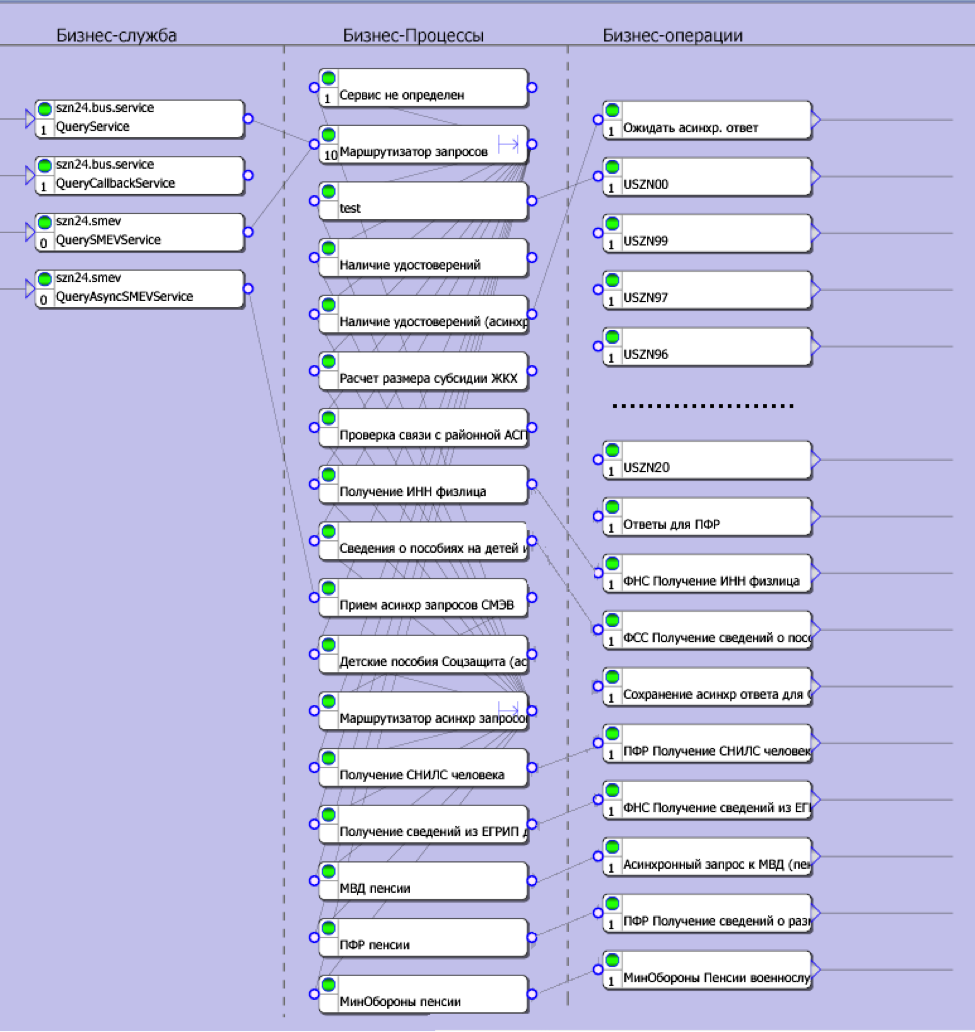 Бизнес-служба
Бизнес-Процессы
Бизнес-операции
szn24.bus.service
1 QueryService
szn24.bus.service
1 QueryCallbackService
szn24.smev
0 QuerySMEVService
szn24.smev
0 QueryAsyncSMEVService
1 Сервис не определен
10 Маршрутизатор запросов
test
Наличие удостоверений
Наличие удостоверений (асинхр
Расчет размера субсидии ЖКХ
Проверка связи с районной АСП
Получение ИНН физлица
Сведения о пособиях на детей и
Прием асинхр запросов СМЭВ
Детские пособия Соцзащита (ас
Маршрутизатор асинхр запросо
Получение СНИЛС человека
Получение сведений из ЕГРИП д
МВД пенсии
ПФР пенсии
МинОбороны пенсии
1 Ожидать асинхр. ответ
1 USZN00
1 USZN99
1 USZN97
1 USZN96
1 USZN20
1 Ответы для ПФР
1 ФНС Получение ИНН физлица
1 ФСС Получение сведений о посо
1 Сохранение асинхр ответа для С
1 ПФР Получение СНИЛС человек
1 ФНС Получение сведений из ЕГ
1 Асинхронный запрос к МВД (пен
1 ПФР Получение сведений о разм
1 МинОбороны Пенсии военнослу